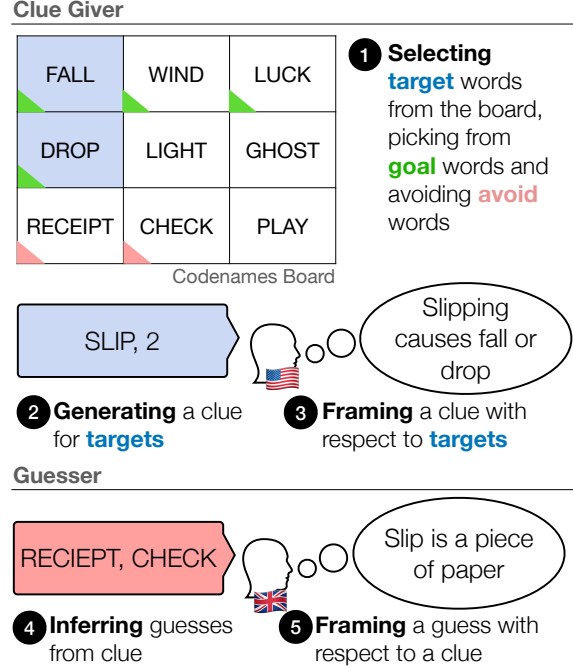 Clue Giver
FALL WIND LUCK
DROP LIGHT GHOST
RECEIPT CHECK PLAY
Codenames Board
1 Selecting
target words
from the board,
picking from
goal words and
avoiding avoid
words
SLIP, 2
Slipping
causes fall or
drop
2 Generating a clue
for targets
3 Framing a clue with
respect to targets
Guesser
RECIEPT, CHECK
Slip is a piece
of paper
4 Inferring guesses
from clue
5 Framing a guess with
respect to a clue